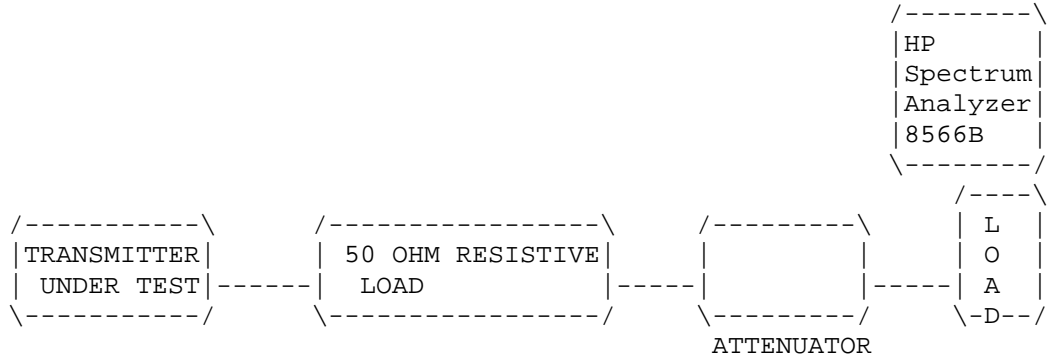 HP
Spectrum
Analyzer
8566B
TRANSMITTER
UNDER TEST
50 OHM RESISTIVE
LOAD
ATTENUATOR
L
O
A
D